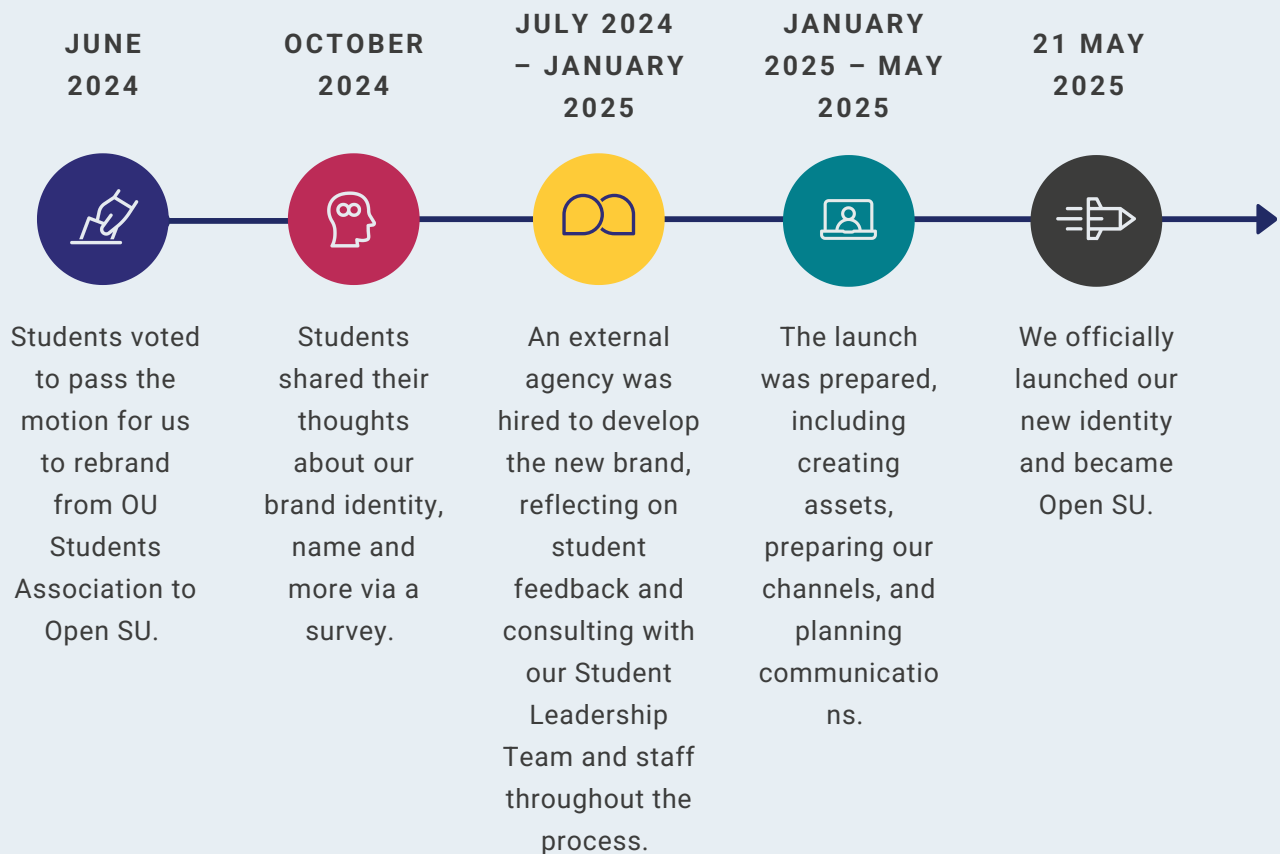 JUNE
2024
Students voted
to pass the
motion for us
to rebrand
from OU
Students
Association to
Open SU.
OCTOBER
2024
Students
shared their
thoughts
about our
brand identity,
name and
more via a
survey.
JULY 2024
– JANUARY
2025
An external
agency was
hired to develop
the new brand,
reflecting on
student
feedback and
consulting with
our Student
Leadership
Team and staff
throughout the
process.
JANUARY
2025 – MAY
2025
The launch
was prepared,
including
creating
assets,
preparing our
channels, and
planning
communicatio
ns.
21 MAY
2025
We officially
launched our
new identity
and became
Open SU.